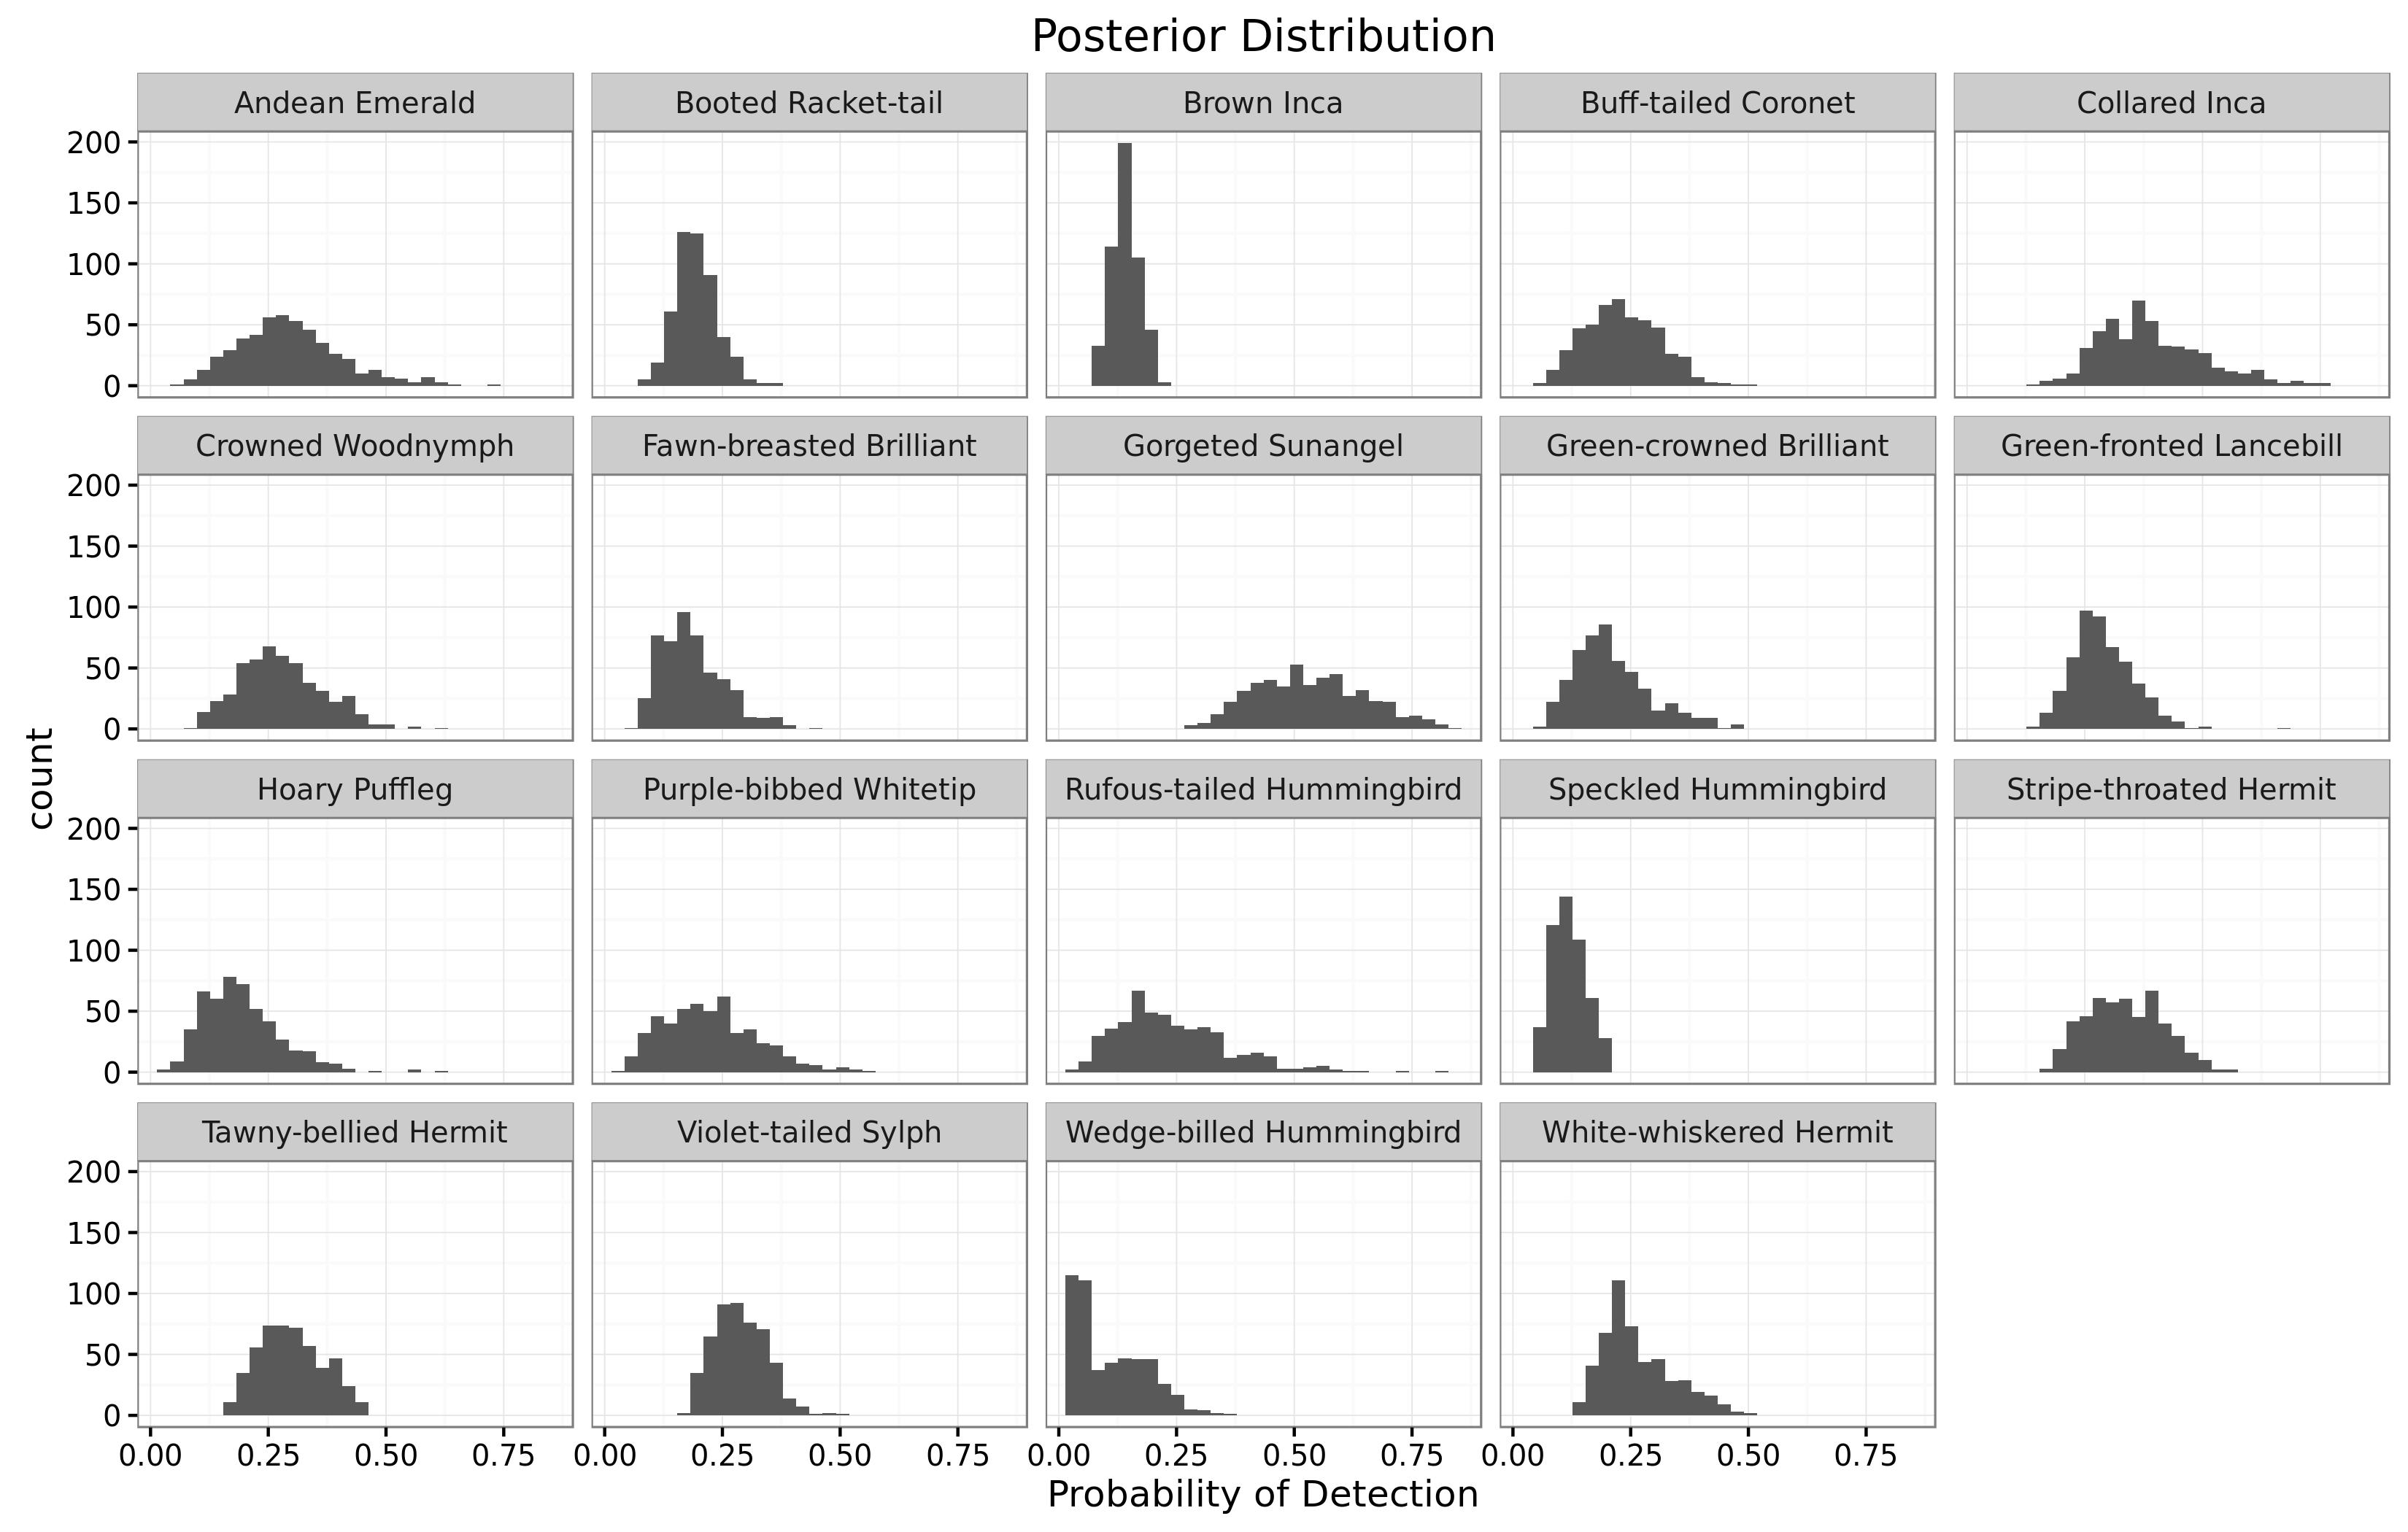 Posterior Distribution
Andean Emerald Booted Racket-tail Brown Inca Buff-tailed Coronet Collared Inca
200
150
100
50
0
Crowned Woodnymph Fawn-breasted Brilliant Gorgeted Sunangel Green-crowned Brilliant Green-fronted Lancebill
200
150
100
50
0
count
Hoary Puffleg Purple-bibbed Whitetip Rufous-tailed Hummingbird Speckled Hummingbird Stripe-throated Hermit
200
150
100
50
0
Tawny-bellied Hermit Violet-tailed Sylph Wedge-billed Hummingbird White-whiskered Hermit
200
150
100
50
0
0.00 0.25 0.50 0.75 0.00 0.25 0.50 0.75 0.00 0.25 0.50 0.75 0.00 0.25 0.50 0.75
Probability of Detection